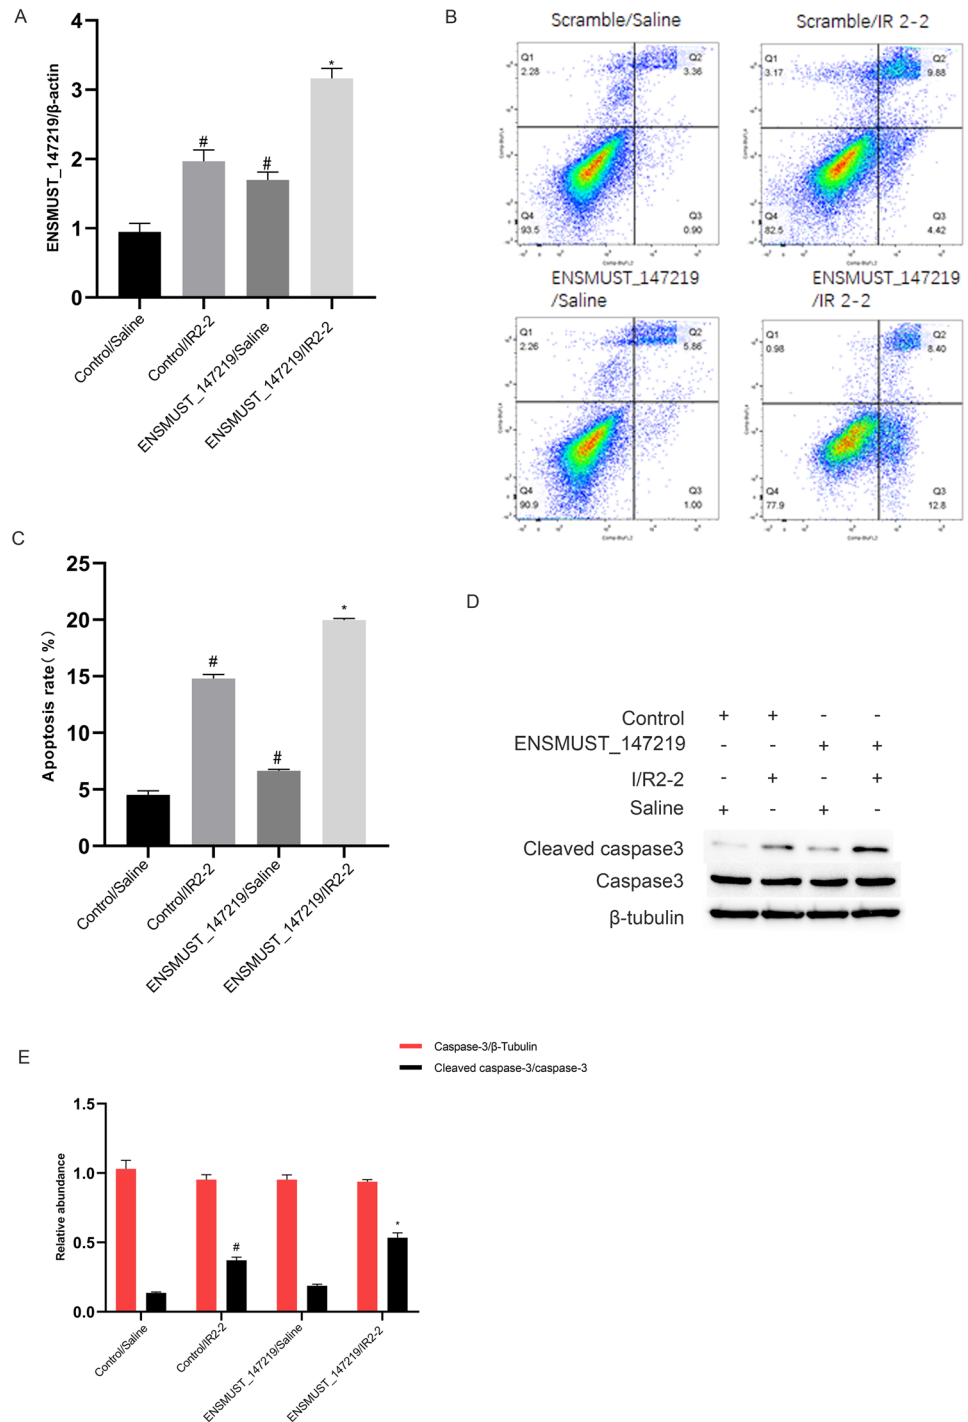 A
ENSMUST_147219/β-actin
4
3
2
1
0
#
#
*
Control/Saline
Control/IR2-2
ENSMUST_147219/Saline
ENSMUST_147219/IR2-2
B
Scramble/Saline
Q1
2.28
Q2
3.36
Q4
93.5
Q3
0.90
Scramble/IR 2-2
Q1
3.17
Q2
9.88
Q4
82.5
Q3
4.42
ENSMUST_147219
/Saline
Q1
2.26
Q2
5.86
Q4
90.9
Q3
1.00
ENSMUST_147219
/IR 2-2
Q1
0.98
Q2
8.40
Q4
77.9
Q3
12.8
C
Apoptosis rate(%)
25
20
15
10
5
0
#
#
*
Control/Saline
Control/IR2-2
ENSMUST_147219/Saline
ENSMUST_147219/IR2-2
D
Control + + - -
ENSMUST_147219 - - + +
I/R2-2 - + - +
Saline + - + -
Cleaved caspase3
Caspase3
β-tubulin
E
Caspase-3/β-Tubulin
Cleaved caspase-3/caspase-3
Relative abundance
1.5
1.0
0.5
0.0
#
*
Control/Saline
Control/IR2-2
ENSMUST_147219/Saline
ENSMUST_147219/IR2-2